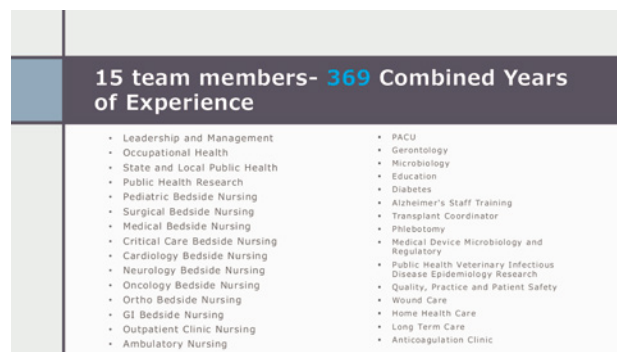 15 team members- 369 Combined Years
of Experience
• Leadership and Management
• Occupational Health
• State and Local Public Health
• Public Health Research
• Pediatric Bedside Nursing
• Surgical Bedside Nursing
• Medical Bedside Nursing
• Critical Care Bedside Nursing
• Cardiology Bedside Nursing
• Neurology Bedside Nursing
• Oncology Bedside Nursing
• Ortho Bedside Nursing
• GI Bedside Nursing
• Outpatient Clinic Nursing
• Ambulatory Nursing
• PACU
• Gerontology
• Microbiology
• Education
• Diabetes
• Alzheimer's Staff Training
• Transplant Coordinator
• Phlebotomy
• Medical Device Microbiology and
Regulatory
• Public Health Veterinary Infectious
Disease Epidemiology Research
• Quality, Practice and Patient Safety
• Wound Care
• Home Health Care
• Long Term Care
• Anticoagulation Clinic